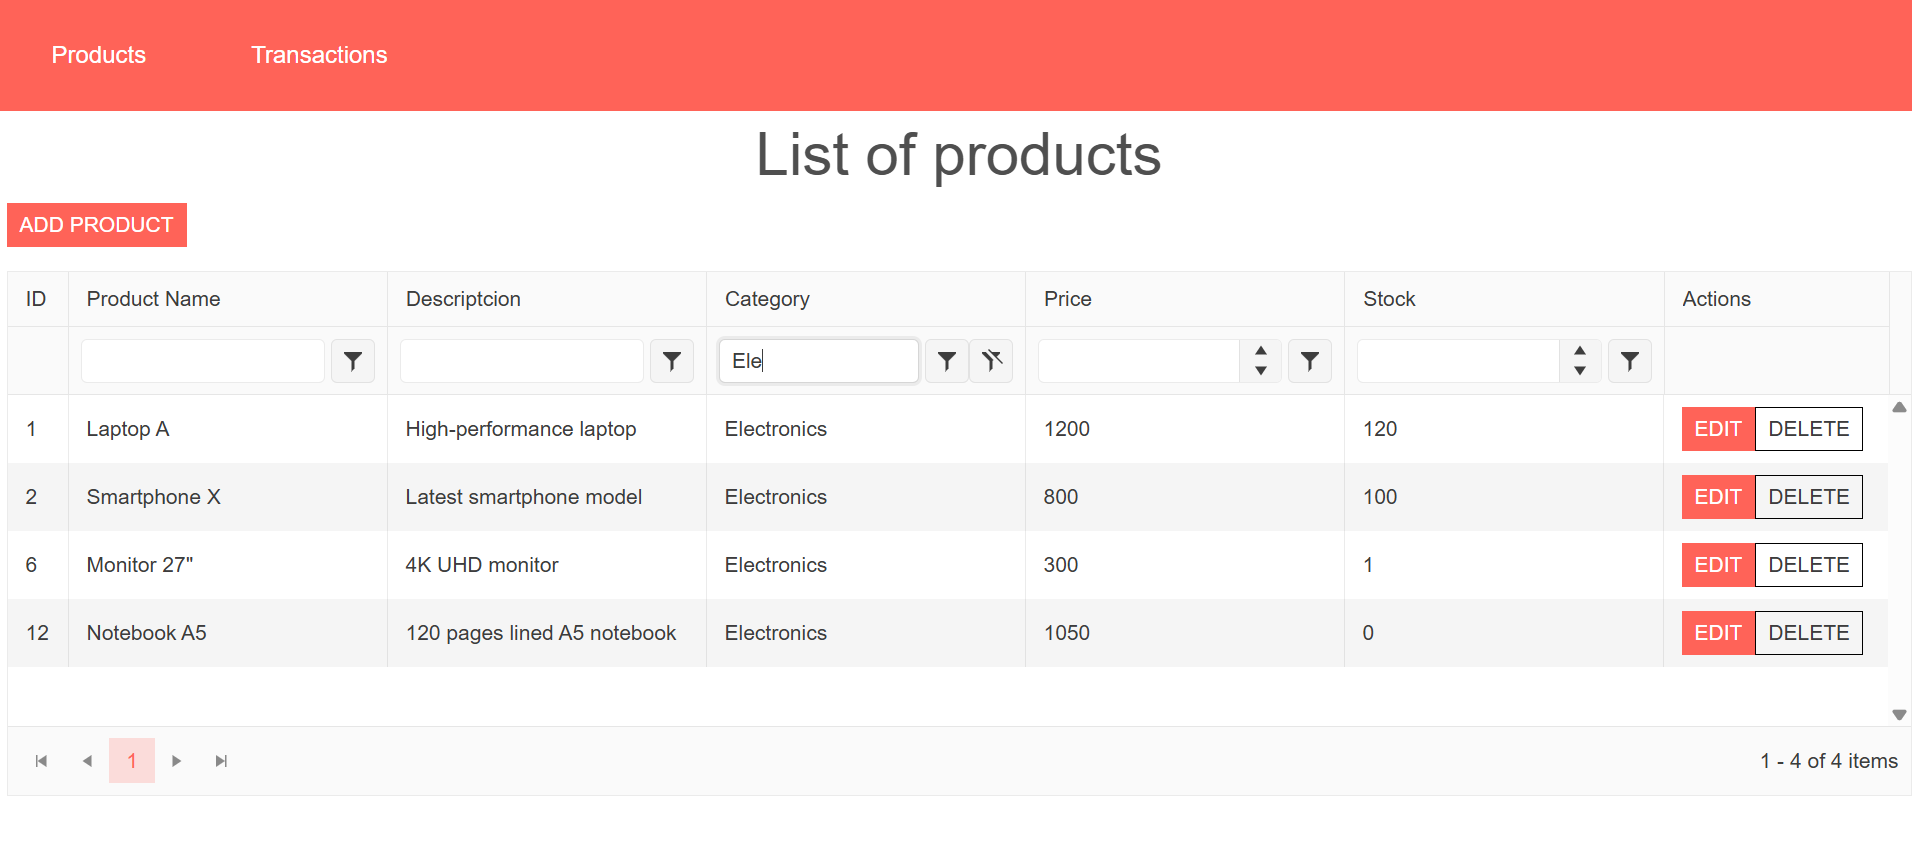 Products Transactions
List of products
ADD PRODUCT
ID Product Name Descriptcion Category Price Stock Actions
Ele
1 Laptop A High-performance laptop Electronics 1200 120 EDIT DELETE
2 Smartphone X Latest smartphone model Electronics 800 100 EDIT DELETE
6 Monitor 27" 4K UHD monitor Electronics 300 1 EDIT DELETE
12 Notebook A5 120 pages lined A5 notebook Electronics 1050 0 EDIT DELETE
1 1 - 4 of 4 items